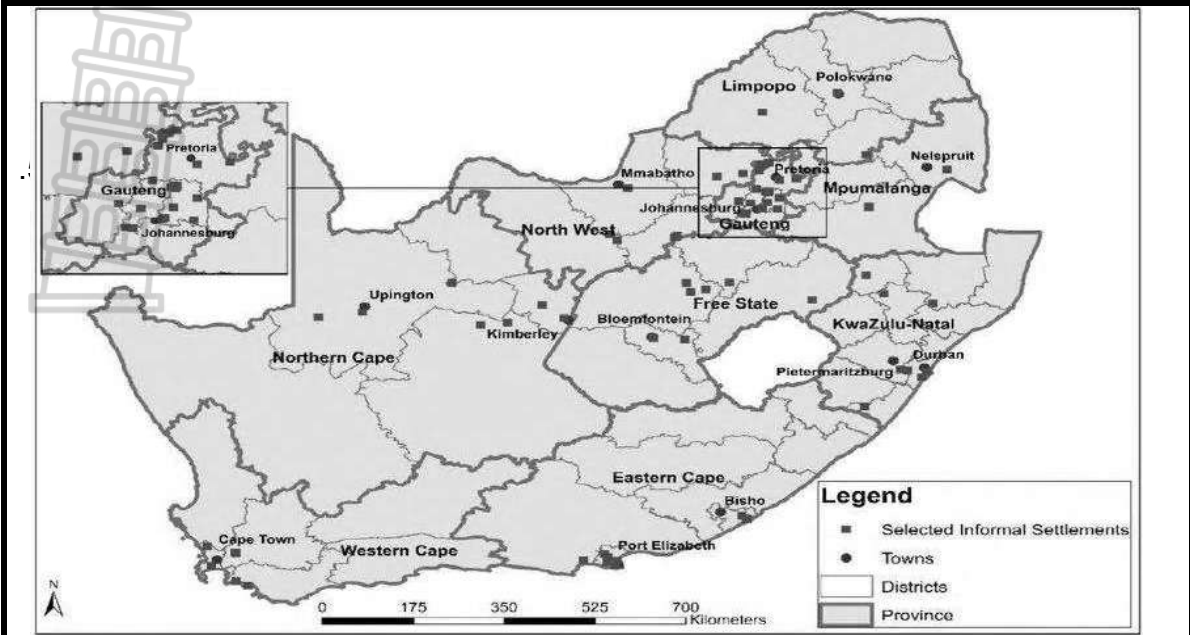 Limpopo
Polokwane
Pretoria
Gauteng
Johannesburg
Mmabatho
Pretoria
Nelspruit
Mpumalanga
Johannesburg
Gauteng
North West
Upington
Free State
Bloemfontein
Kimberley
KwaZulu-Natal
Northern Cape
Durban
Pietermaritzburg
Eastern Cape
Bisho
Cape Town
Western Cape
Port Elizabeth
Legend
Selected Informal Settlements
Towns
Districts
Province
N
0 175 350 525 700
Kilometers